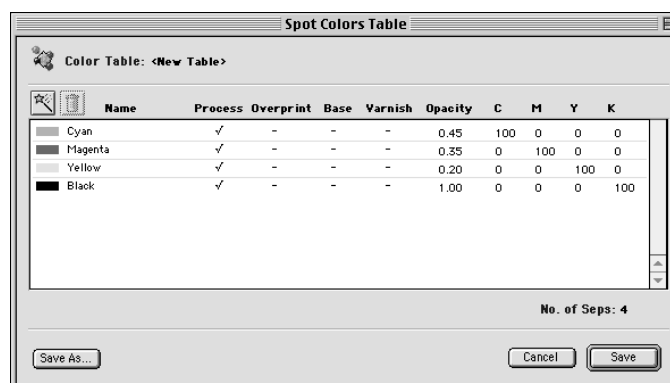 Spot Colors Table
Color Table: <New Table>
Name Process Overprint Base Varnish Opacity C M Y K
Cyan √ - - - 0.45 100 0 0 0
Magenta √ - - - 0.35 0 100 0 0
Yellow √ - - - 0.20 0 0 100 0
Black √ - - - 1.00 0 0 0 100
No. of Seps: 4
Save As... Cancel Save